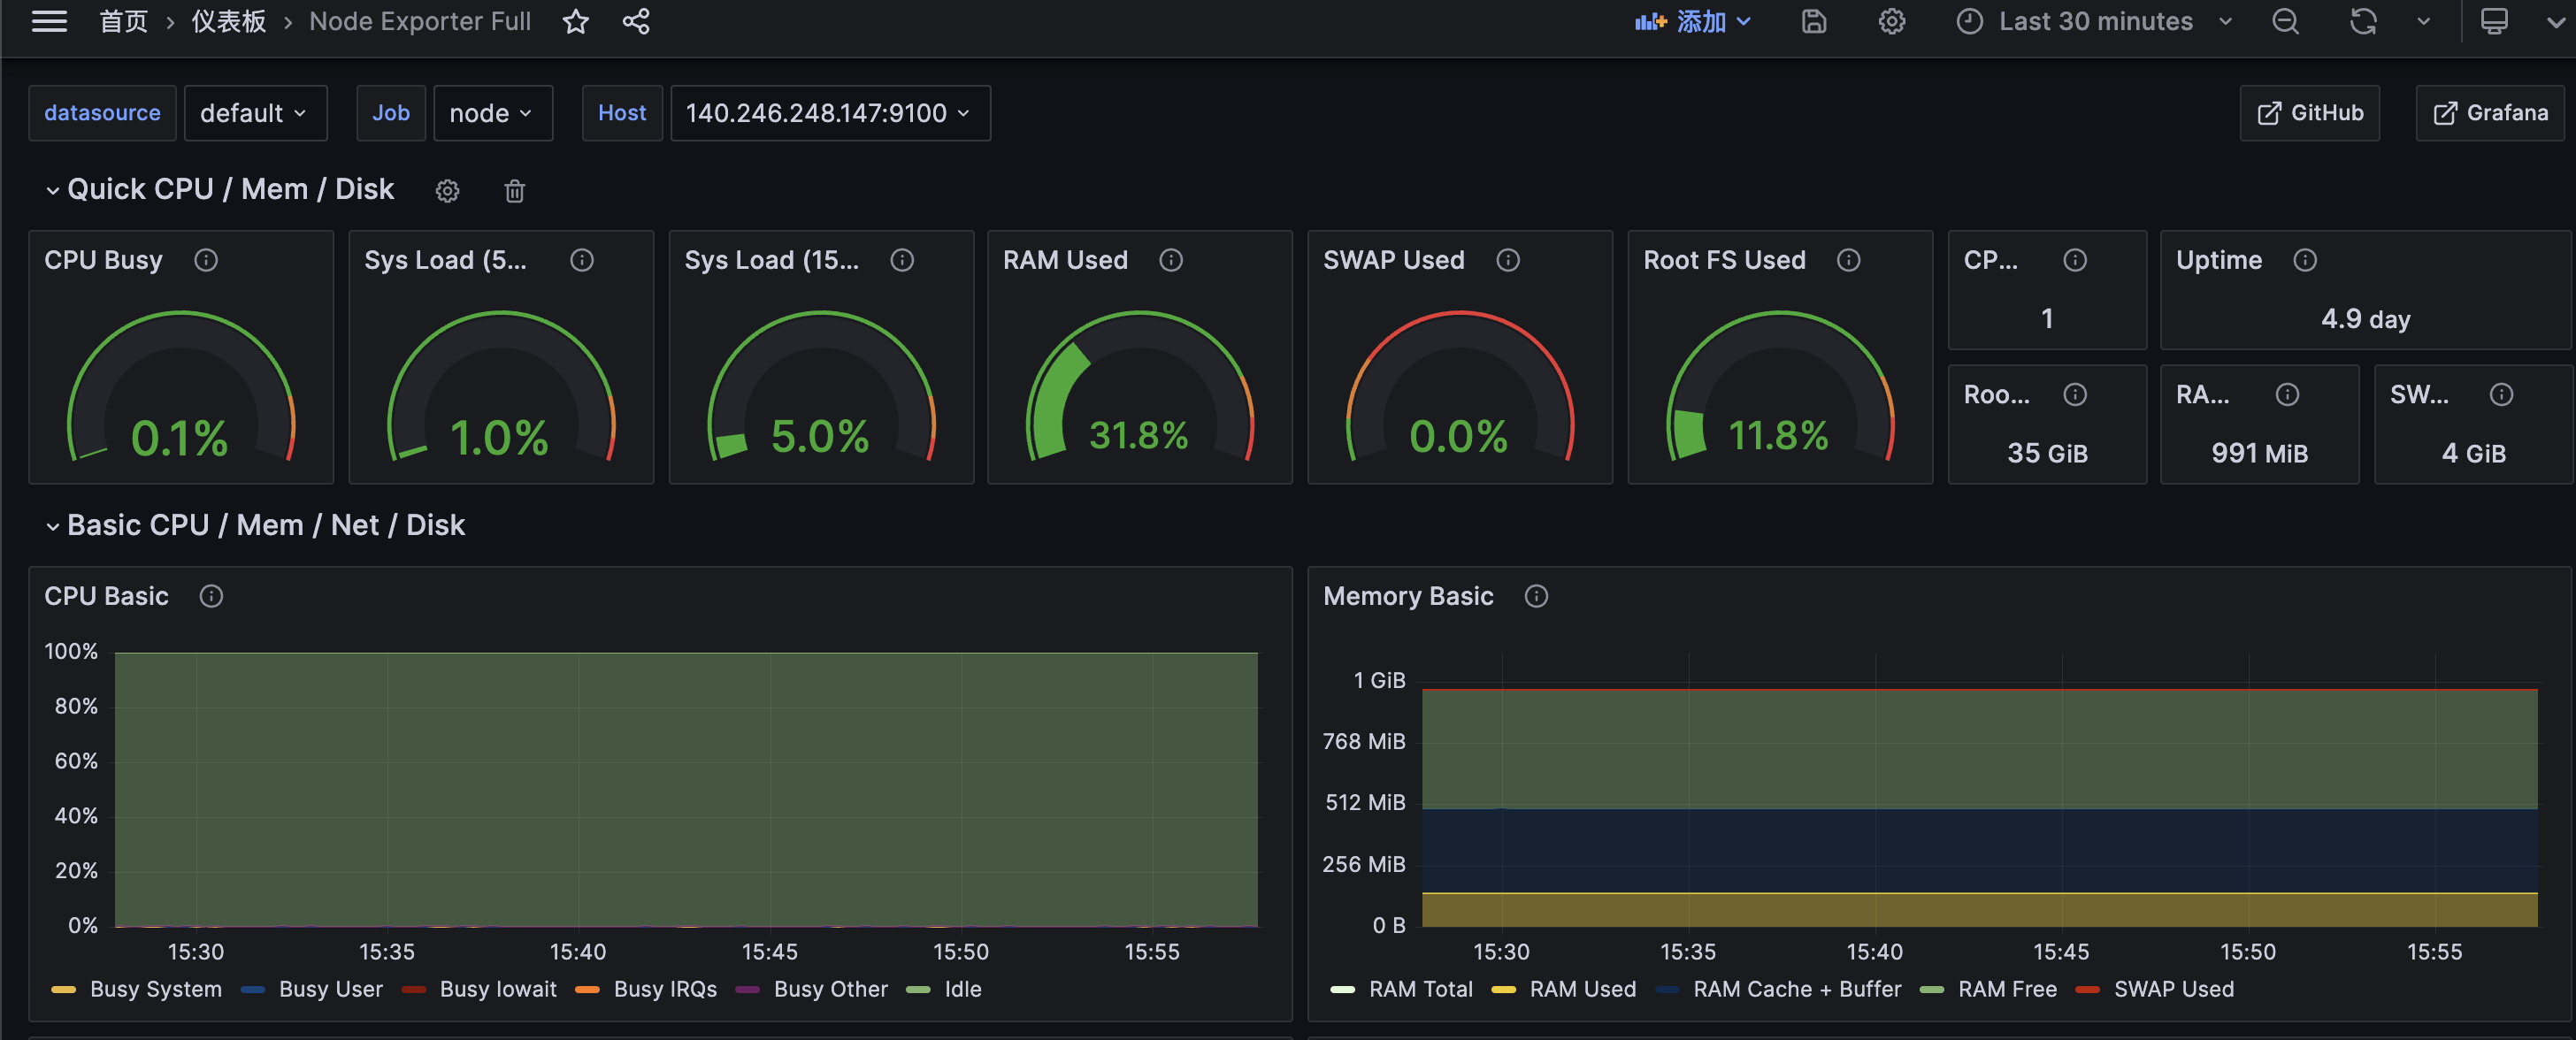 首页 › 仪表板 › Node Exporter Full 添加 Last 30 minutes
datasource default Job node Host 140.246.248.147:9100 GitHub Grafana
Quick CPU / Mem / Disk
CPU Busy Sys Load (5... Sys Load (15... RAM Used SWAP Used Root FS Used CP... Uptime
1 4.9 day
Roo... RA... SW...
0.1% 1.0% 5.0% 31.8% 0.0% 11.8% 35 GiB 991 MiB 4 GiB
Basic CPU / Mem / Net / Disk
CPU Basic
100%
80%
60%
40%
20%
0%
15:30 15:35 15:40 15:45 15:50 15:55
Busy System Busy User Busy Iowait Busy IRQs Busy Other Idle
Memory Basic
1 GiB
768 MiB
512 MiB
256 MiB
0 B
15:30 15:35 15:40 15:45 15:50 15:55
RAM Total RAM Used RAM Cache + Buffer RAM Free SWAP Used